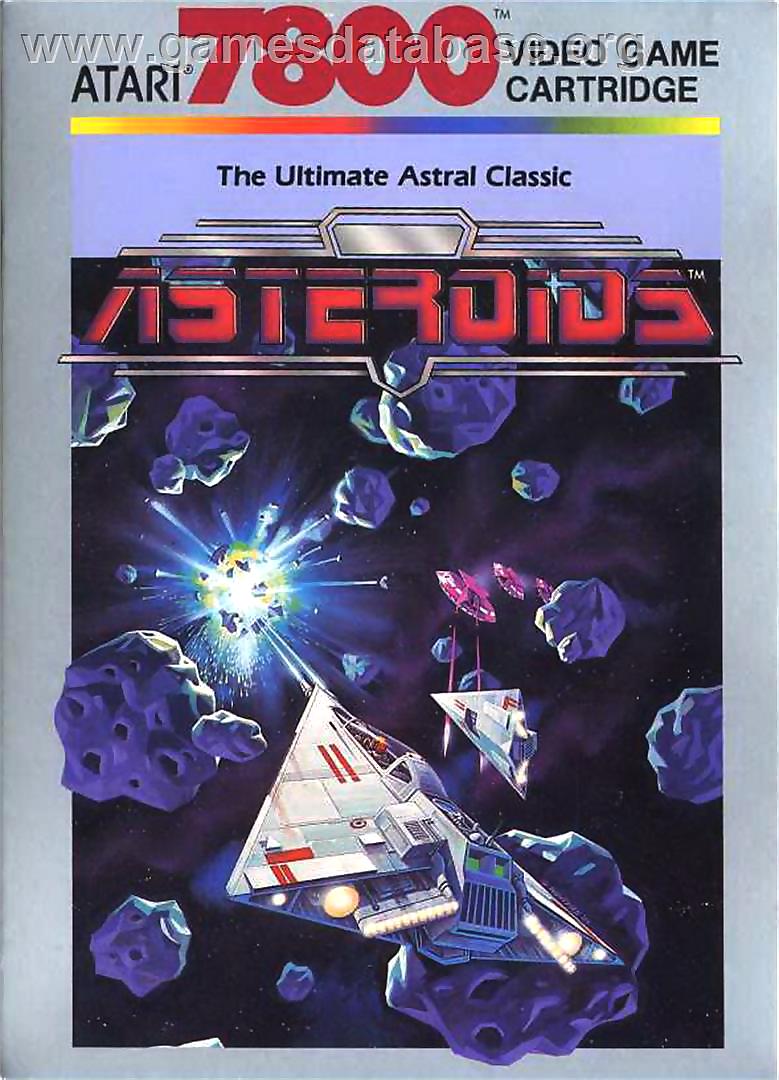 www.gamesdatabase.org
ATARI® 7800™ VIDEO GAME
CARTRIDGE
The Ultimate Astral Classic
ASTEROIDS™